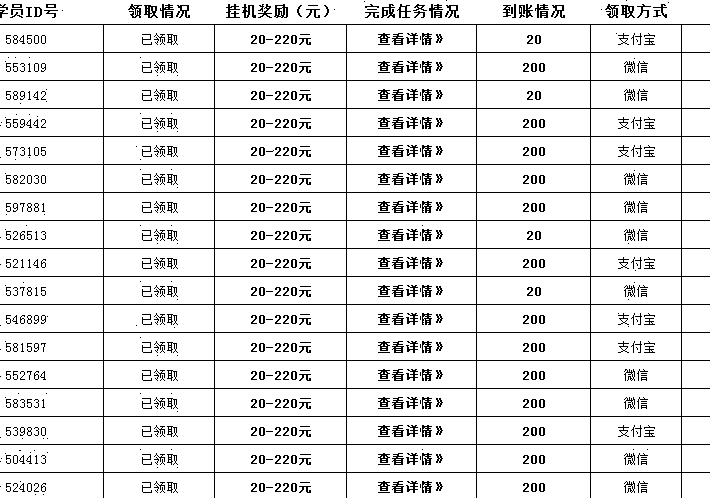 学员ID号 领取情况 挂机奖励（元） 完成任务情况 到账情况 领取方式
584500 已领取 20-220元 查看详情》 20 支付宝
553109 已领取 20-220元 查看详情》 200 微信
589142 已领取 20-220元 查看详情》 20 微信
559442 已领取 20-220元 查看详情》 200 支付宝
573105 已领取 20-220元 查看详情》 200 支付宝
582030 已领取 20-220元 查看详情》 200 微信
597881 已领取 20-220元 查看详情》 200 微信
526513 已领取 20-220元 查看详情》 20 微信
521146 已领取 20-220元 查看详情》 200 支付宝
537815 已领取 20-220元 查看详情》 20 微信
546899 已领取 20-220元 查看详情》 200 支付宝
581597 已领取 20-220元 查看详情》 200 支付宝
552764 已领取 20-220元 查看详情》 200 微信
583531 已领取 20-220元 查看详情》 200 微信
539830 已领取 20-220元 查看详情》 200 支付宝
504413 已领取 20-220元 查看详情》 200 微信
524026 已领取 20-220元 查看详情》 200 微信